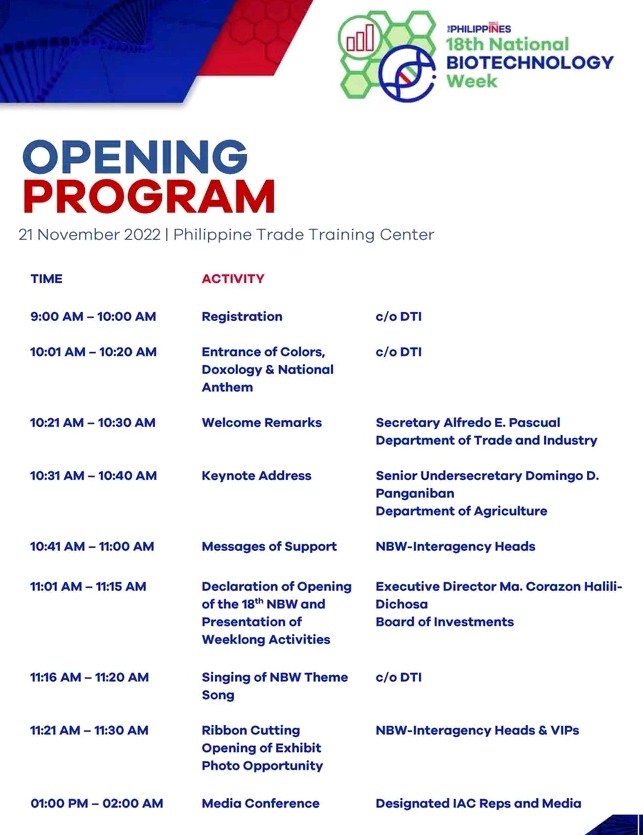 THE PHILIPPINES
18th National
BIOTECHNOLOGY
Week
OPENING
PROGRAM
21 November 2022 | Philippine Trade Training Center
TIME ACTIVITY
9:00 AM – 10:00 AM Registration c/o DTI
10:01 AM – 10:20 AM Entrance of Colors, c/o DTI
Doxology & National
Anthem
10:21 AM – 10:30 AM Welcome Remarks Secretary Alfredo E. Pascual
Department of Trade and Industry
10:31 AM – 10:40 AM Keynote Address Senior Undersecretary Domingo D.
Panganiban
Department of Agriculture
10:41 AM – 11:00 AM Messages of Support NBW-Interagency Heads
11:01 AM – 11:15 AM Declaration of Opening Executive Director Ma. Corazon Halili-
of the 18th NBW and Dichosa
Presentation of Board of Investments
Weeklong Activities
11:16 AM – 11:20 AM Singing of NBW Theme c/o DTI
Song
11:21 AM – 11:30 AM Ribbon Cutting NBW-Interagency Heads & VIPs
Opening of Exhibit
Photo Opportunity
01:00 PM – 02:00 AM Media Conference Designated IAC Reps and Media